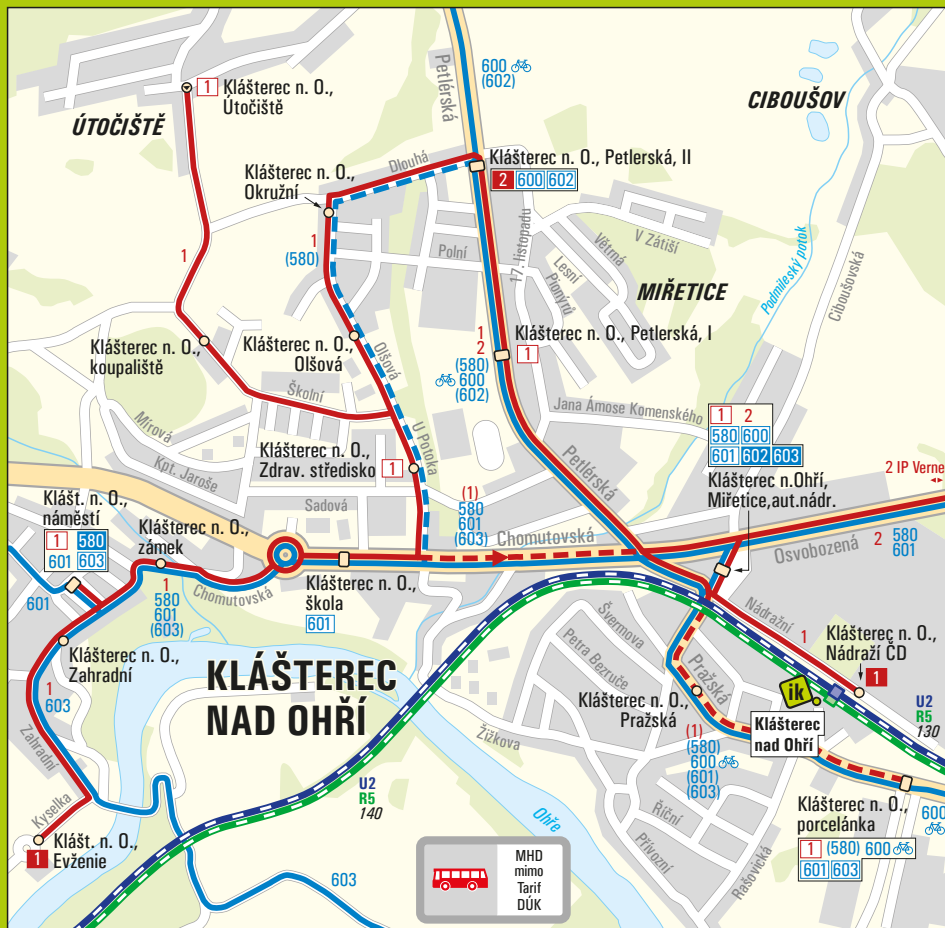 Petlérská
600
(602)
CIBOUŠOV
1 Klášterec n. O.,
Útočiště
ÚTOČIŠTĚ
Dlouhá
Klášterec n. O., Petlerská, II
2 600 602
Klášterec n. O.,
Okružní
1
(580)
1
Polní
17. listopadu
V Zátiší
Větrná
Lesní
Pionýrů
MIŘETICE
Podmileský potok
Ciboušovská
Klášterec n. O.,
koupaliště
Klášterec n. O.,
Olšová
Olšová
1
2
(580)
600
(602)
Klášterec n. O., Petlerská, I
1
Školní
Jana Ámose Komenského
Mírová
Kpt. Jaroše
Klášterec n. O.,
Zdrav. středisko 1
U Potoka
Petlérská
1 2
580 600
601 602 603
Klášterec n.Ohří,
Miřetice,aut.nádr.
2 IP Verne
Sadová
(1)
580
601
(603)
Chomutovská
Osvobozená
2 580
601
Klášt. n. O.,
náměstí
1 580
601 603
Klášterec n. O.,
zámek
601
Chomutovská
1
580
601
(603)
Klášterec n. O.,
škola
601
Klášterec n. O.,
Zahradní
1
603
Zahradní
Kyselka
Klášt. n. O.,
Evženie
1
KLÁŠTEREC
NAD OHŘÍ
Švermova
Petra Bezruče
Pražská
Nádražní
1
Klášterec n. O.,
Nádraží ČD
1
Klášterec n. O.,
Pražská
ik
Klášterec
nad Ohří
U2
R5
130
Žižkova
(1)
(580)
600
(601)
(603)
U2
R5
140
Ohře
Říční
Přívozní
Rašovická
Klášterec n. O.,
porcelánka
1 (580) 600
601 603
600
603
MHD
mimo
Tarif
DÚK